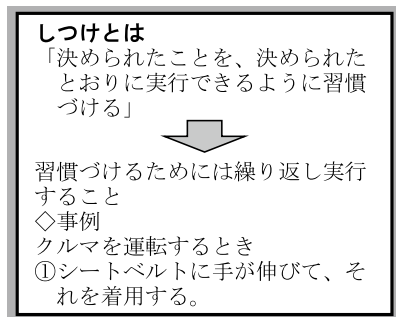 しつけとは
「決められたことを、決められた
とおりに実行できるように習慣
づける」
習慣づけるためには繰り返し実行
すること
◇事例
クルマを運転するとき
①シートベルトに手が伸びて、そ
れを着用する。